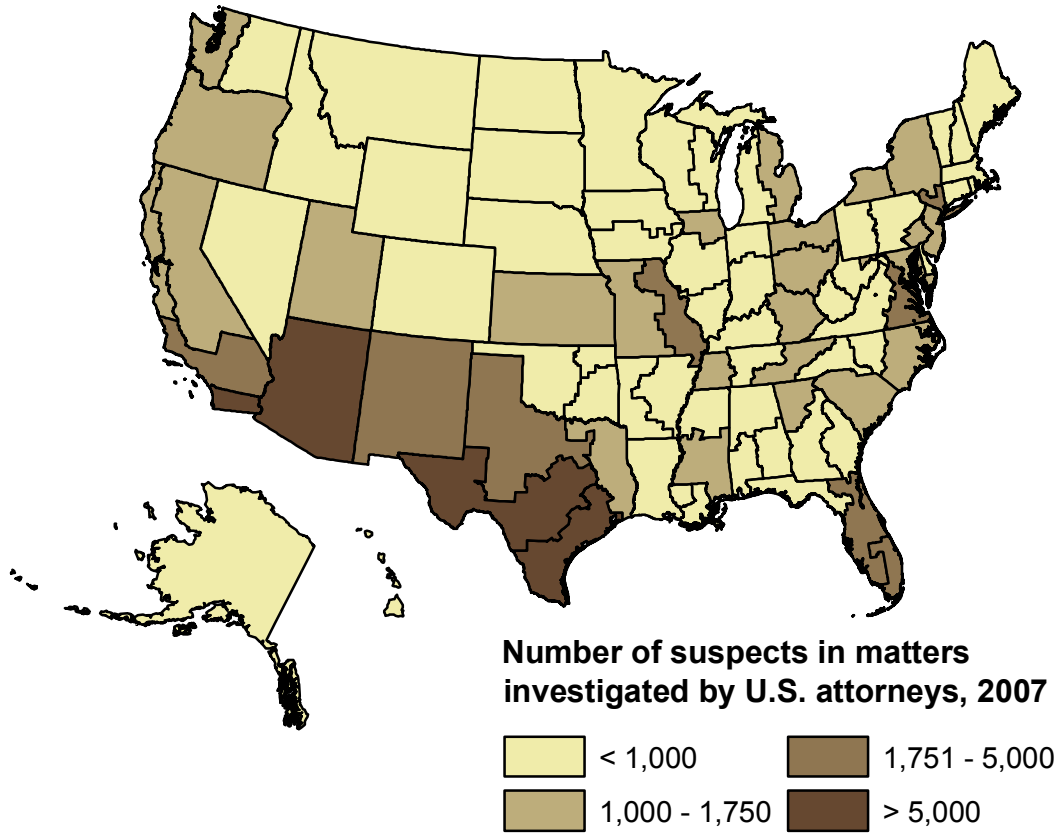 Number of suspects in matters
investigated by U.S. attorneys, 2007
< 1,000
1,751 - 5,000
1,000 - 1,750
> 5,000